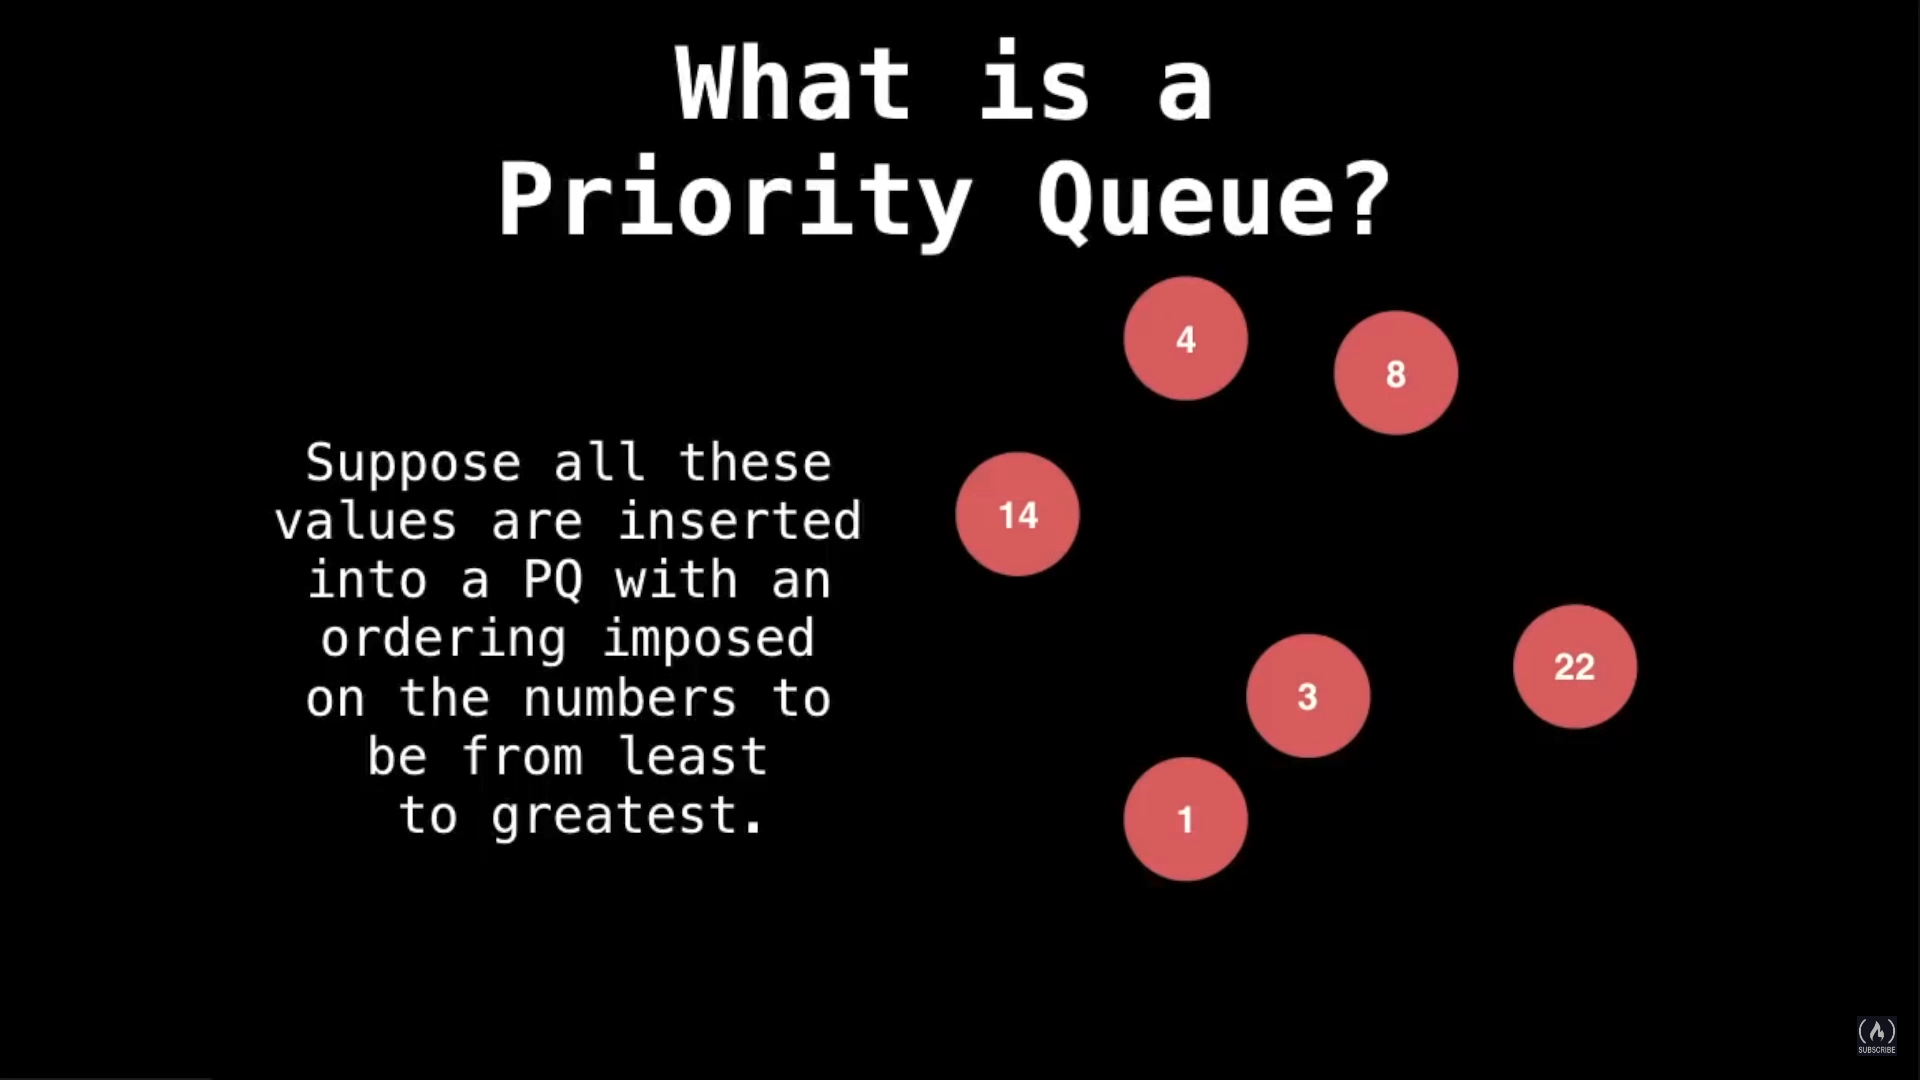 What is a
Priority Queue?
4
8
Suppose all these
values are inserted
into a PQ with an
ordering imposed
on the numbers to
be from least
to greatest.
14
3
22
1
SUBSCRIBE